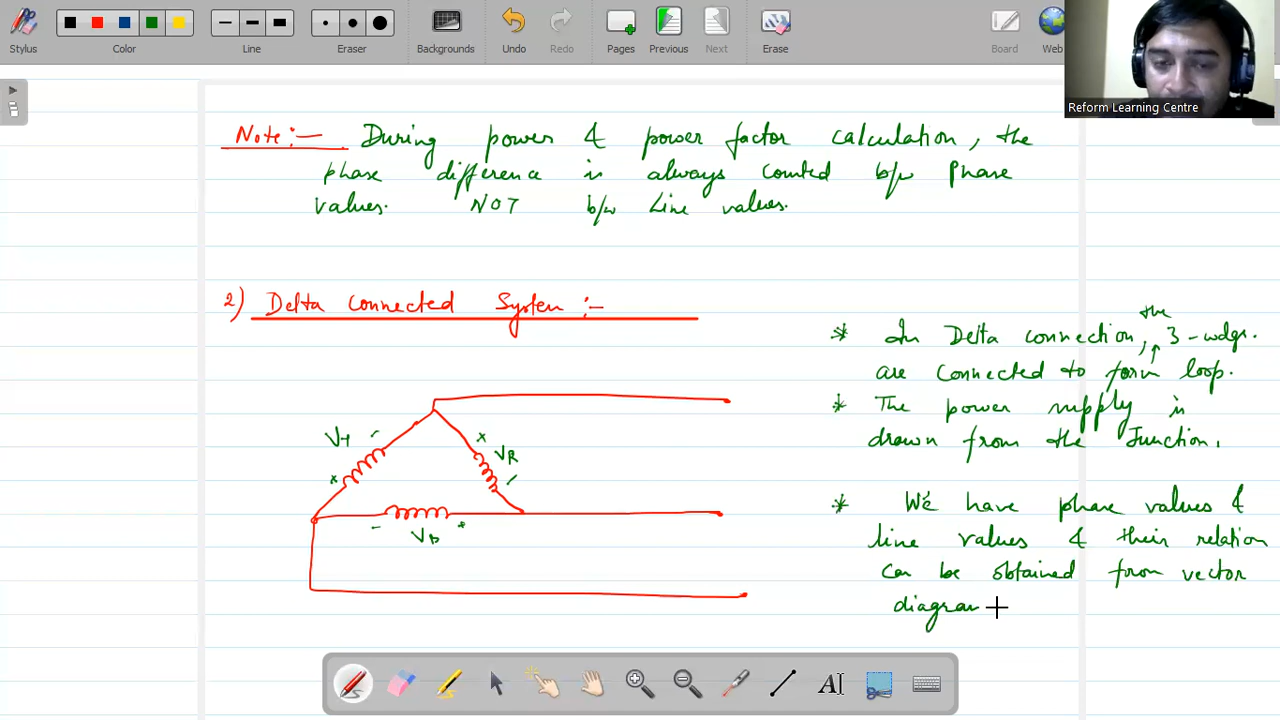 Stylus
Color
Line
Eraser
Backgrounds
Undo
Redo
Pages
Previous
Next
Erase
Board
Web
Reform Learning Centre
Note:- During power & power factor calculation, the
phase difference is always counted b/w Phase
values. NOT b/w Line values.
2) Delta Connected System :-
* In Delta connection, the 3-wdgs.
are connected to form loop.
* The power supply is
drawn from the Junction.
* We have phase values &
line values & their relation
can be obtained from vector
diagram
+
VR
-
-
+
-
+
AI